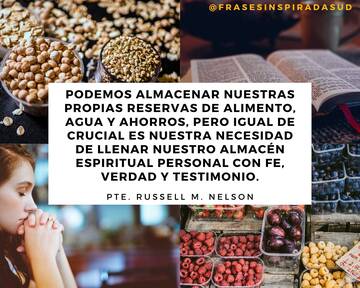 @FRASESINSPIRADASUD
PODEMOS ALMACENAR NUESTRAS
PROPIAS RESERVAS DE ALIMENTO,
AGUA Y AHORROS, PERO IGUAL DE
CRUCIAL ES NUESTRA NECESIDAD
DE LLENAR NUESTRO ALMACÉN
ESPIRITUAL PERSONAL CON FE,
VERDAD Y TESTIMONIO.
PTE. RUSSELL M. NELSON